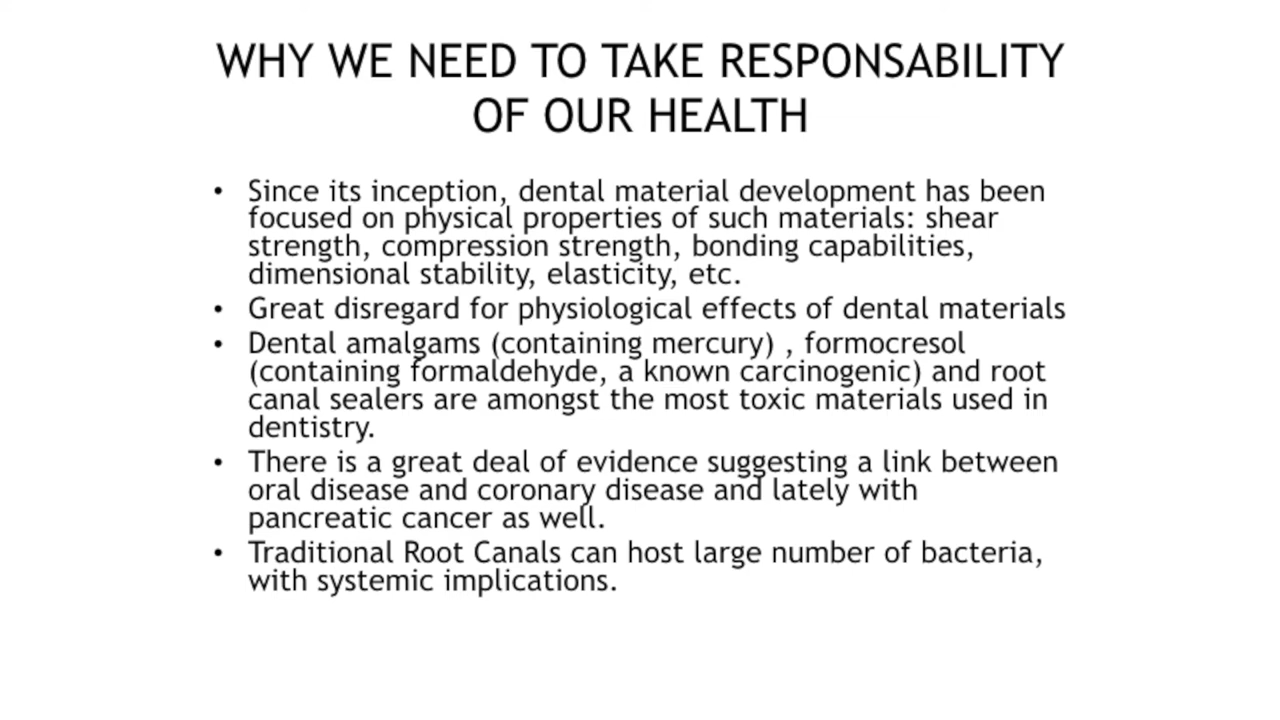 WHY WE NEED TO TAKE RESPONSABILITY
OF OUR HEALTH
• Since its inception, dental material development has been
focused on physical properties of such materials: shear
strength, compression strength, bonding capabilities,
dimensional stability, elasticity, etc.
• Great disregard for physiological effects of dental materials
• Dental amalgams (containing mercury) , formocresol
(containing formaldehyde, a known carcinogenic) and root
canal sealers are amongst the most toxic materials used in
dentistry.
• There is a great deal of evidence suggesting a link between
oral disease and coronary disease and lately with
pancreatic cancer as well.
• Traditional Root Canals can host large number of bacteria,
with systemic implications.